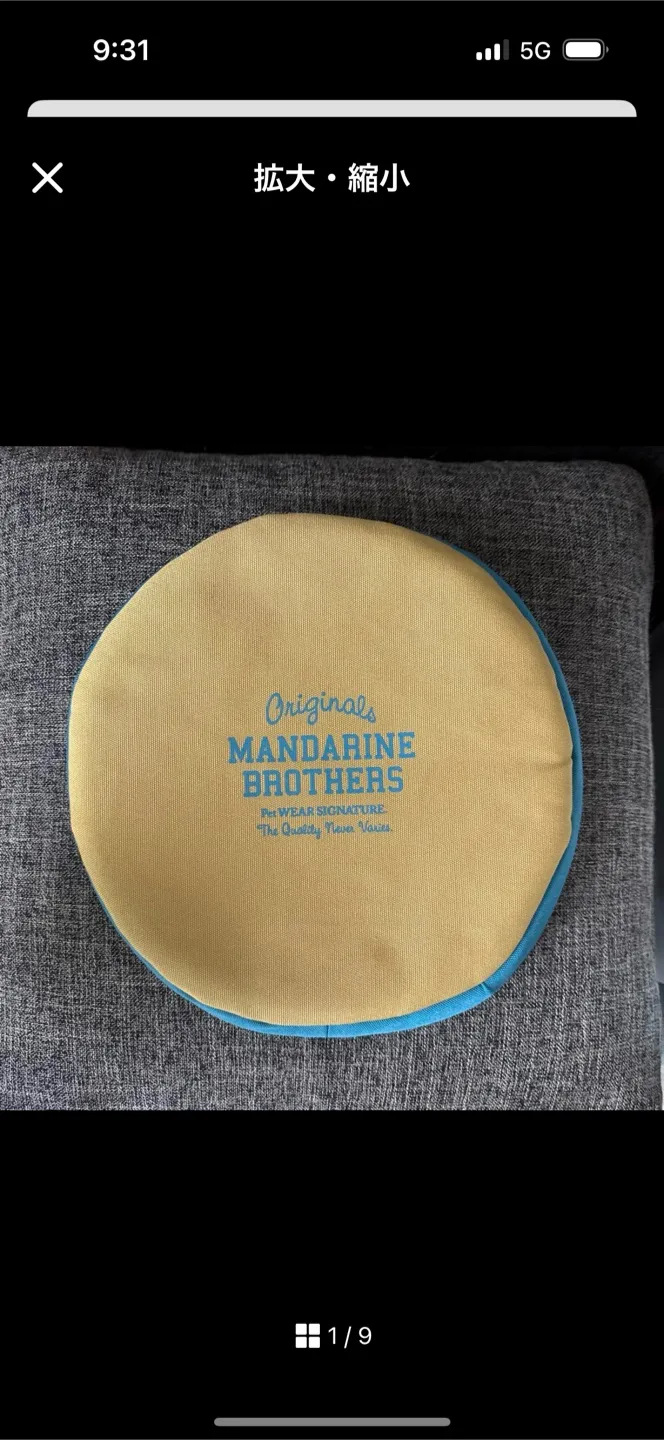 9:31 5G
拡大・縮小
Originals
MANDARINE
BROTHERS
Pet WEAR SIGNATURE.
The Quality Never Varies.
1 / 9